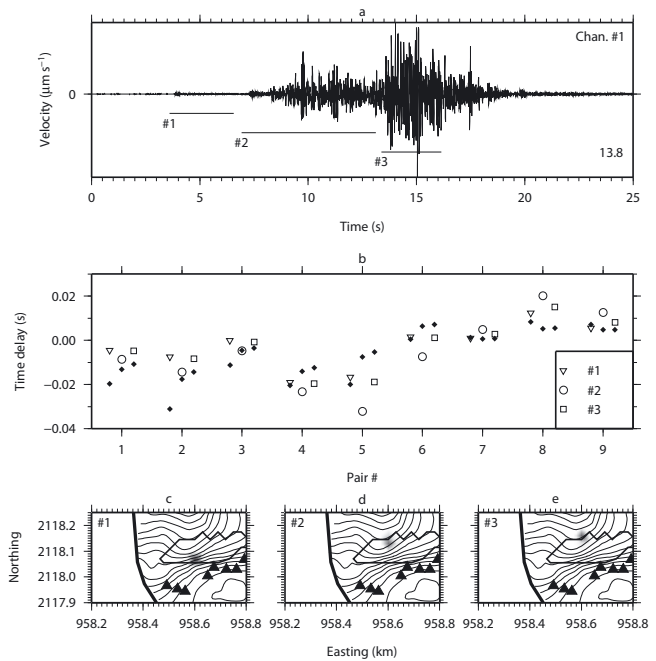 a
Chan. #1
Velocity (μm s⁻¹)
0
#1
#2
#3
13.8
0 5 10 15 20 25
Time (s)
b
Time delay (s)
0.02
0.00
−0.02
−0.04
#1
#2
#3
1 2 3 4 5 6 7 8 9
Pair #
c d e
#1 #2 #3
Northing
2118.2
2118.1
2118.0
2117.9
958.2 958.4 958.6 958.8 958.2 958.4 958.6 958.8 958.2 958.4 958.6 958.8
Easting (km)